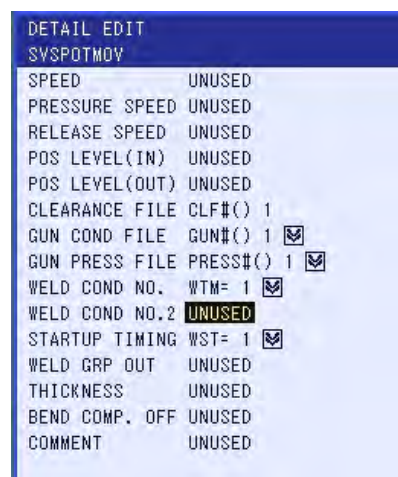 DETAIL EDIT
SVSPOTMOV
SPEED UNUSED
PRESSURE SPEED UNUSED
RELEASE SPEED UNUSED
POS LEVEL(IN) UNUSED
POS LEVEL(OUT) UNUSED
CLEARANCE FILE CLF#() 1
GUN COND FILE GUN#() 1
GUN PRESS FILE PRESS#() 1
WELD COND NO. WTM= 1
WELD COND NO.2 UNUSED
STARTUP TIMING WST= 1
WELD GRP OUT UNUSED
THICKNESS UNUSED
BEND COMP. OFF UNUSED
COMMENT UNUSED